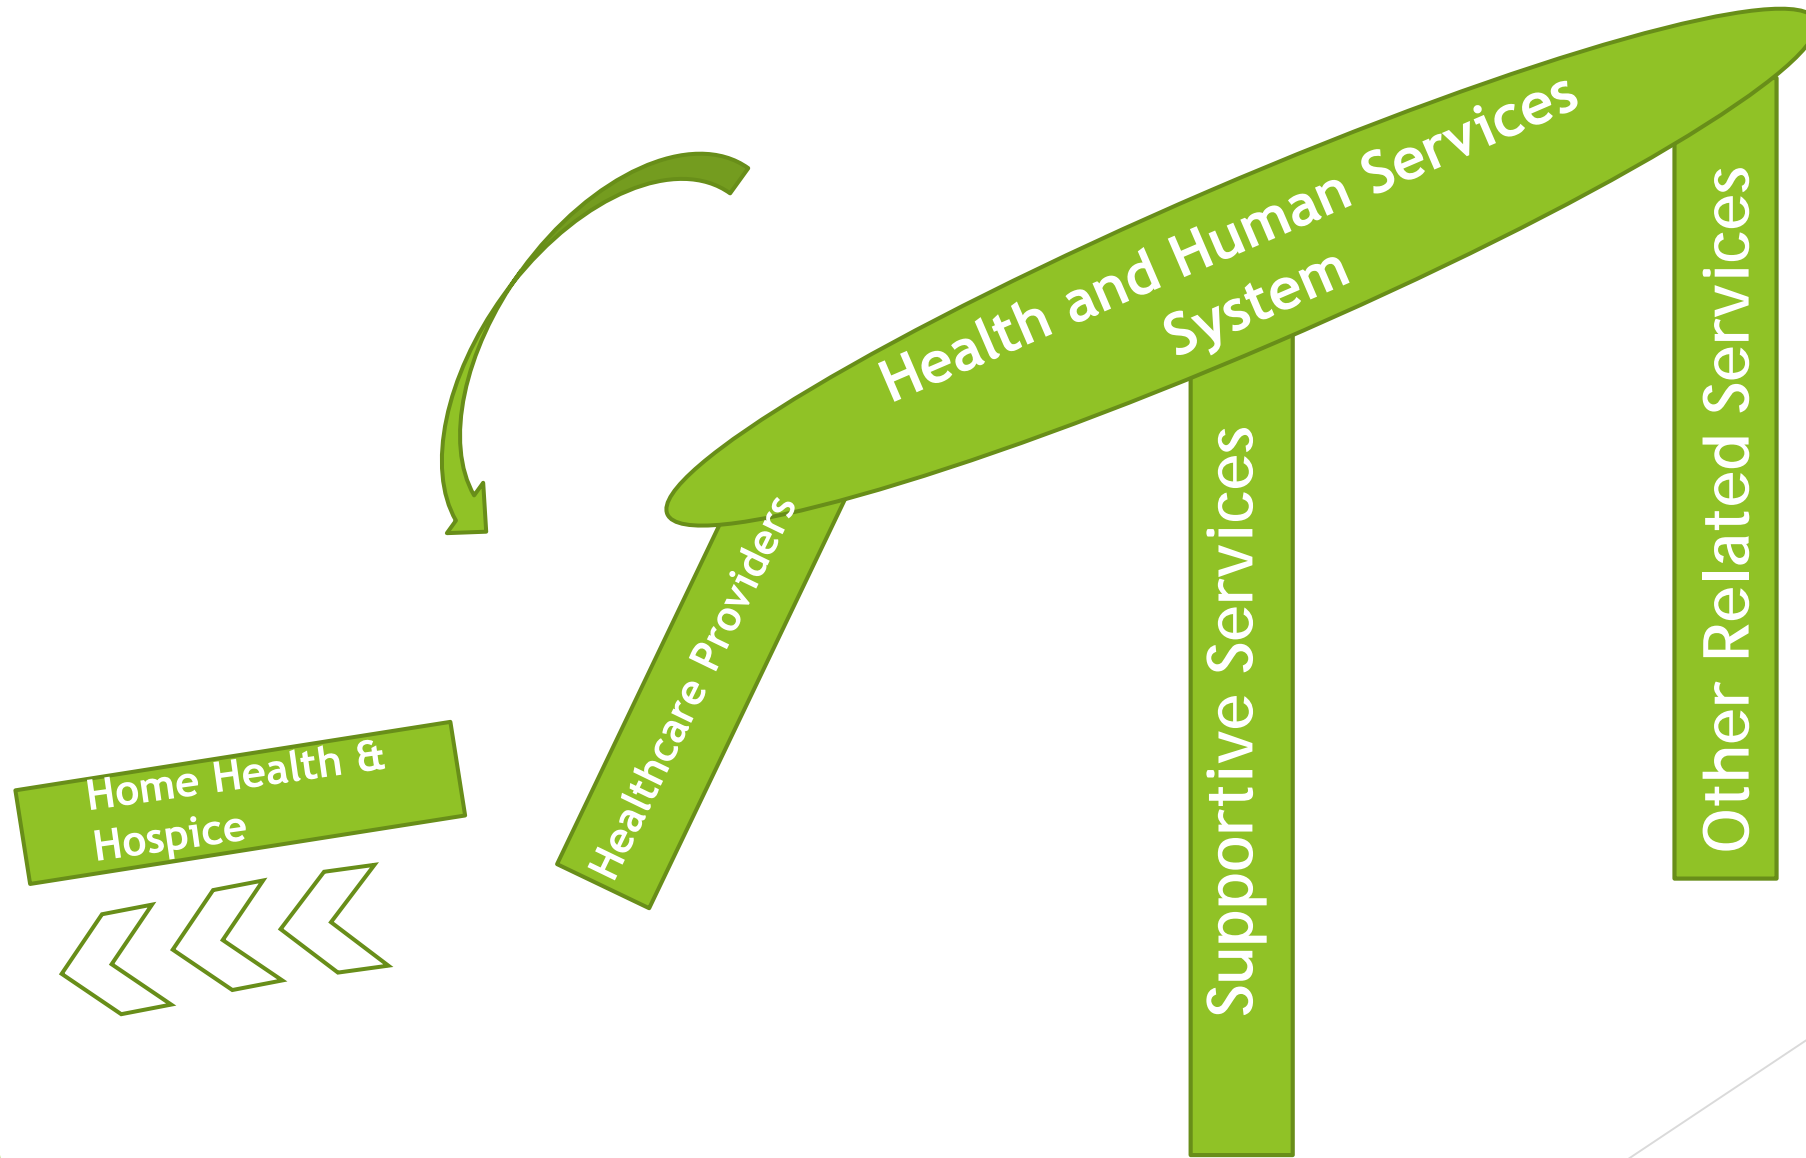 Health and Human Services
System
Healthcare Providers
Supportive Services
Other Related Services
Home Health &
Hospice